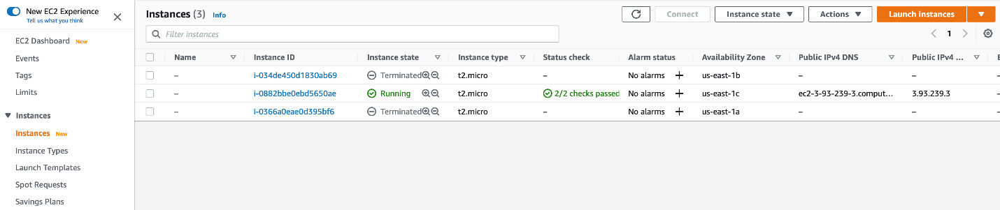 New EC2 Experience
Tell us what you think
EC2 Dashboard New
Events
Tags
Limits
Instances
Instances New
Instance Types
Launch Templates
Spot Requests
Savings Plans
Instances (3) Info
Connect Instance state Actions Launch instances
Filter instances
1
Name Instance ID Instance state Instance type Status check Alarm status Availability Zone Public IPv4 DNS Public IPv4 ...
– i-034de450d1830ab69 Terminated t2.micro – No alarms + us-east-1b – –
– i-0882bbe0ebd5650ae Running t2.micro 2/2 checks passed No alarms + us-east-1c ec2-3-93-239-3.comput... 3.93.239.3
– i-0366a0eae0d395bf6 Terminated t2.micro – No alarms + us-east-1a – –